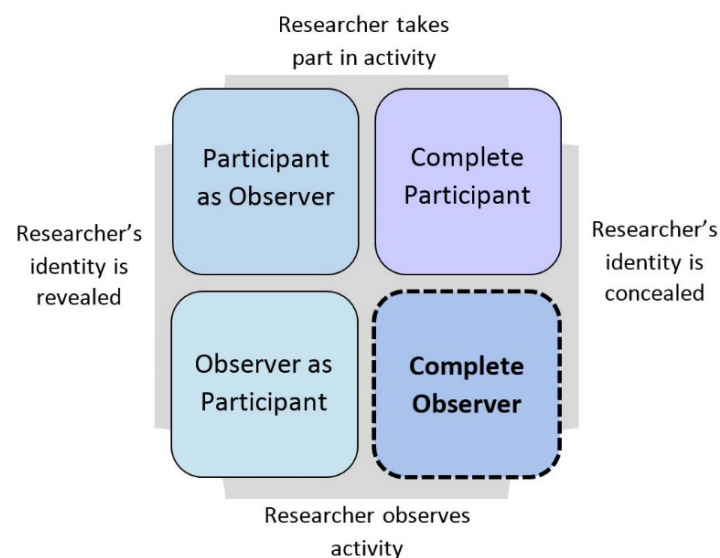 Researcher takes
part in activity
Participant
as Observer
Complete
Participant
Researcher’s
identity is
revealed
Researcher’s
identity is
concealed
Observer as
Participant
Complete
Observer
Researcher observes
activity